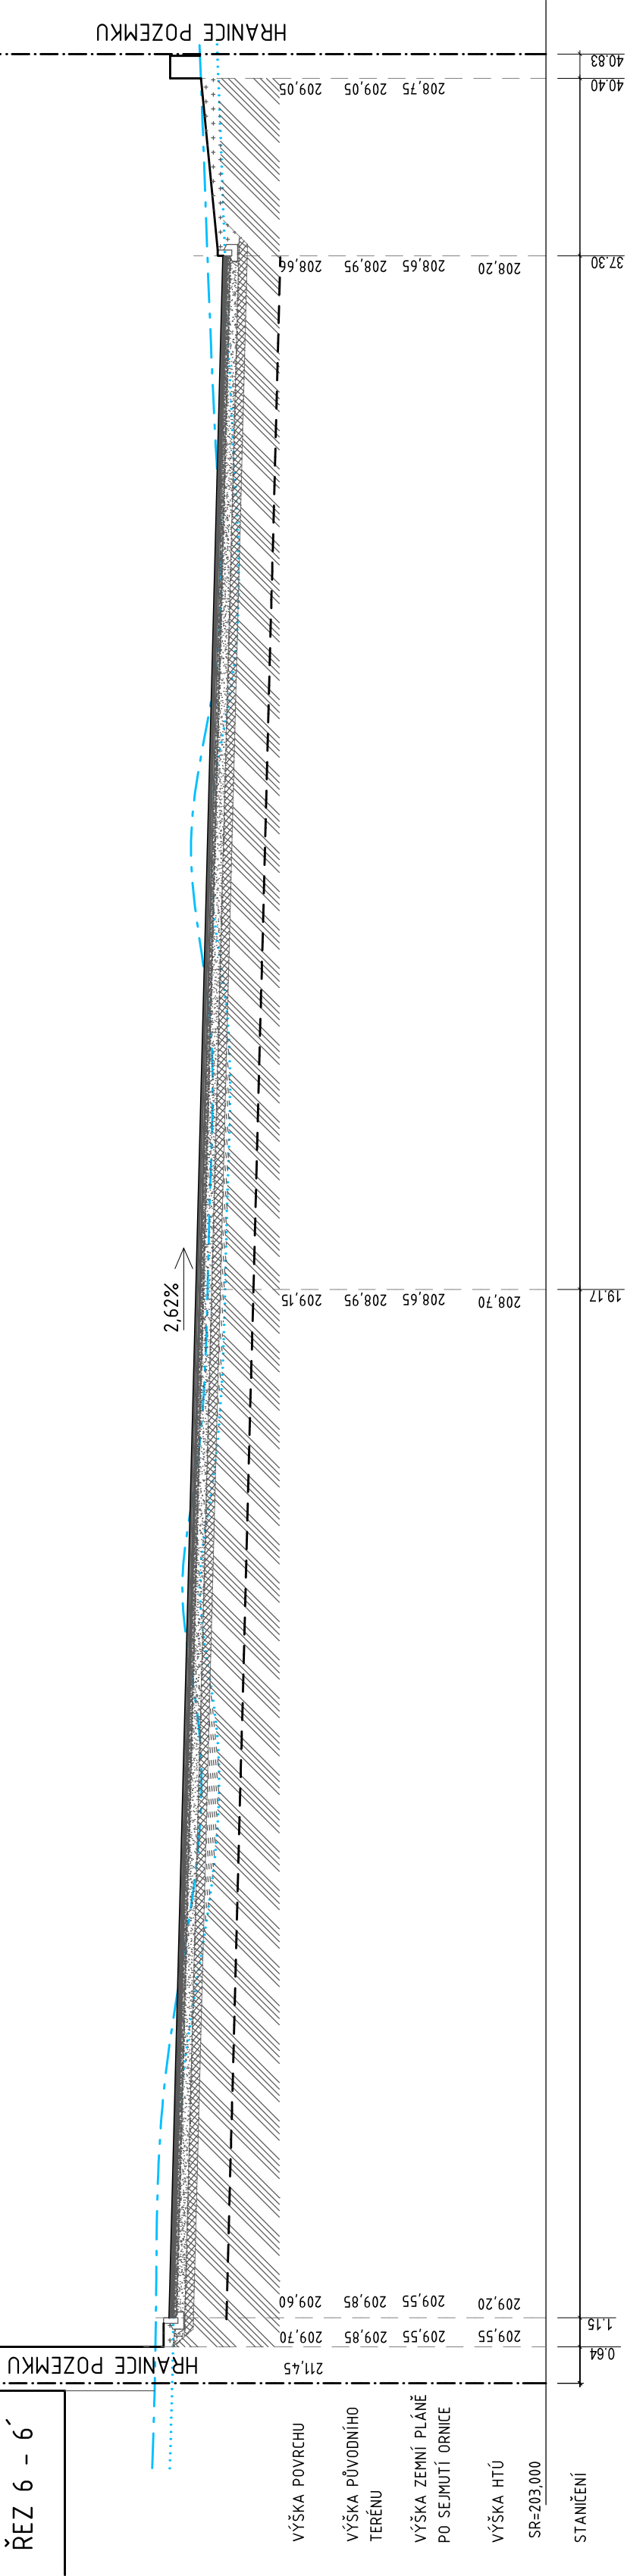 ŘEZ 6 - 6´
HRANICE POZEMKU
HRANICE POZEMKU
2,62%
VÝŠKA POVRCHU
211,45
209,70
209,60
209,15
208,66
209,05
VÝŠKA PŮVODNÍHO
TERÉNU
209,85
209,85
208,95
208,95
209,05
VÝŠKA ZEMNÍ PLÁNĚ
PO SEJMUTÍ ORNICE
209,55
209,55
208,65
208,65
208,75
VÝŠKA HTÚ
209,55
209,20
208,70
208,20
SR=203,000
STANIČENÍ
0.64
1.15
19.17
37.30
40.40
40.83